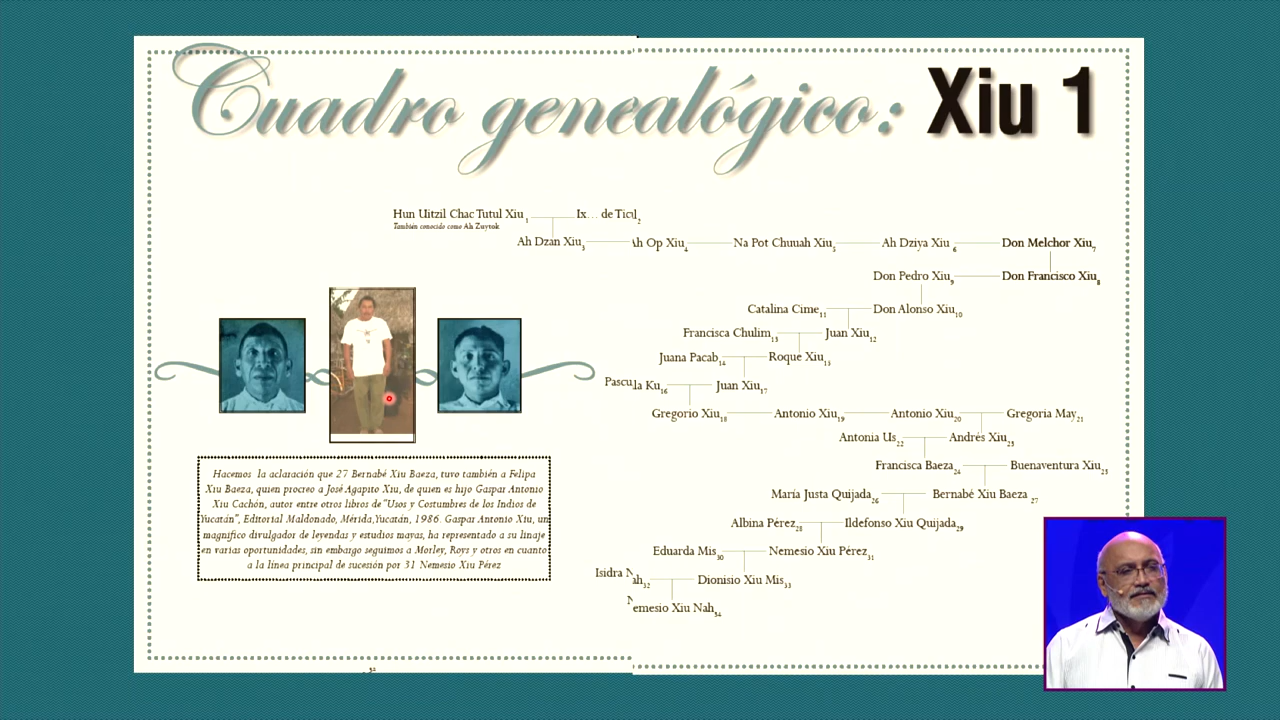 Cuadro genealógico: Xiu 1
Hun Uitzil Chac Tutul Xiu 1 Ix... de Ticul 2
También conocido como Ah Zuytok
Ah Dzan Xiu 3 Ah Op Xiu 4 Na Pot Chuuah Xiu 5 Ah Dziya Xiu 6 Don Melchor Xiu 7
Don Pedro Xiu 9 Don Francisco Xiu 8
Catalina Cime 11 Don Alonso Xiu 10
Francisca Chulim 13 Juan Xiu 12
Juana Pacab 14 Roque Xiu 15
Pascula Ku 16 Juan Xiu 17
Gregorio Xiu 18 Antonio Xiu 19 Antonio Xiu 20 Gregoria May 21
Antonia Us 22 Andrés Xiu 23
Francisca Baeza 24 Buenaventura Xiu 25
María Justa Quijada 26 Bernabé Xiu Baeza 27
Albina Pérez 28 Ildefonso Xiu Quijada 29
Eduarda Mis 30 Nemesio Xiu Pérez 31
Isidra Nah 32 Dionisio Xiu Mis 33
Nemesio Xiu Nah 34
Hacemos la aclaración que 27 Bernabé Xiu Baeza, tuvo también a Felipa
Xiu Baeza, quien procreo a José Agapito Xiu, de quien es hijo Gaspar Antonio
Xiu Cachón, autor entre otros libros de "Usos y Costumbres de los Indios de
Yucatán", Editorial Maldonado, Mérida, Yucatán, 1986. Gaspar Antonio Xiu, un
magnífico divulgador de leyendas y estudios mayas, ha representado a su linaje
en varias oportunidades, sin embargo seguimos a Morley, Roys y otros en cuanto
a la línea principal de sucesión por 31 Nemesio Xiu Pérez